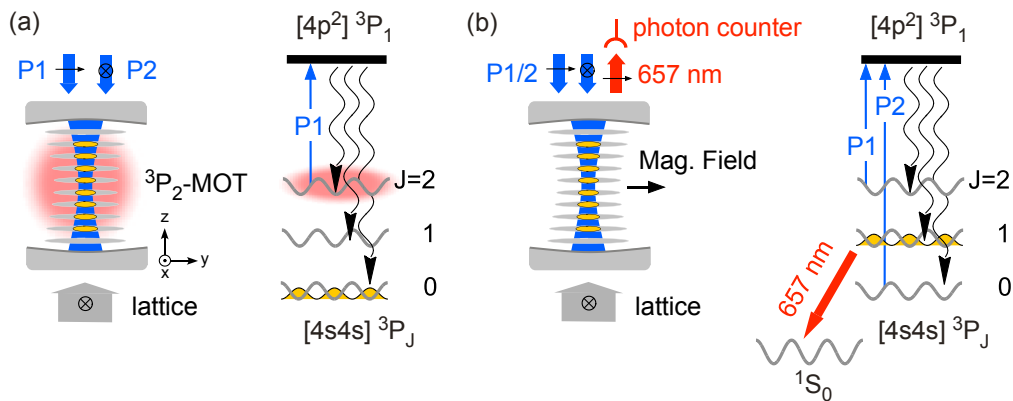 (a)
P1
P2
³P₂-MOT
z
y
x
lattice
[4p²] ³P₁
P1
J=2
1
0
[4s4s] ³P_J
(b)
photon counter
P1/2
657 nm
Mag. Field
[4p²] ³P₁
P2
P1
J=2
1
0
657 nm
lattice
[4s4s] ³P_J
¹S₀